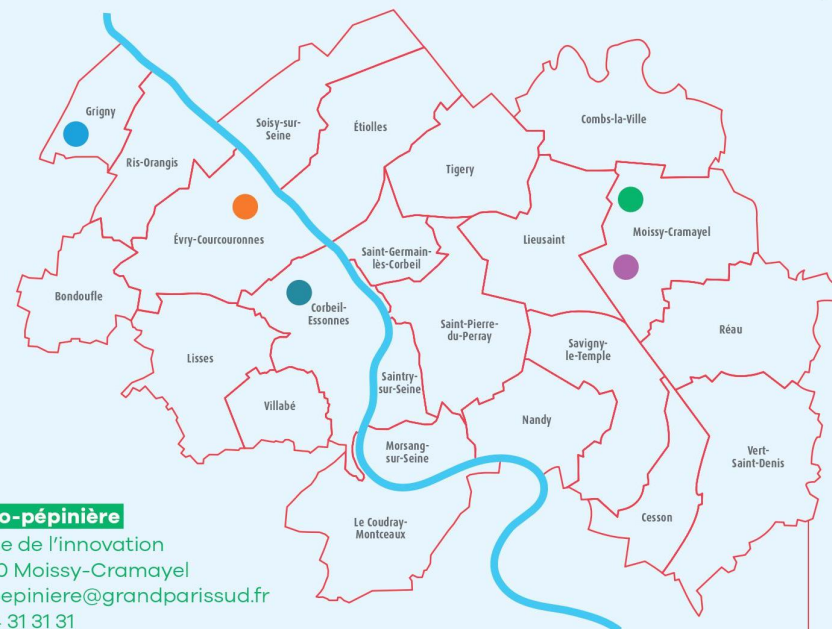 Grigny
Ris-Orangis
Soisy-sur-
Seine
Étiolles
Tigery
Combs-la-Ville
Évry-Courcouronnes
Saint-Germain-
lès-Corbeil
Lieusaint
Moissy-Cramayel
Bondoufle
Corbeil-
Essonnes
Saint-Pierre-
du-Perray
Réau
Lisses
Savigny-
le-Temple
Villabé
Saintry-
sur-Seine
Nandy
Morsang-
sur-Seine
Vert-
Saint-Denis
Le Coudray-
Montceaux
Cesson
o-pépinière
e de l'innovation
0 Moissy-Cramayel
epiniere@grandparissud.fr
31 31 31